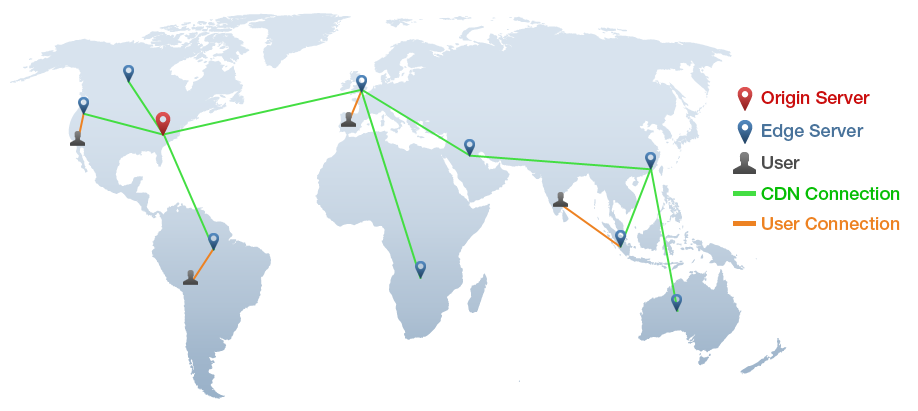 Origin Server
Edge Server
User
CDN Connection
User Connection